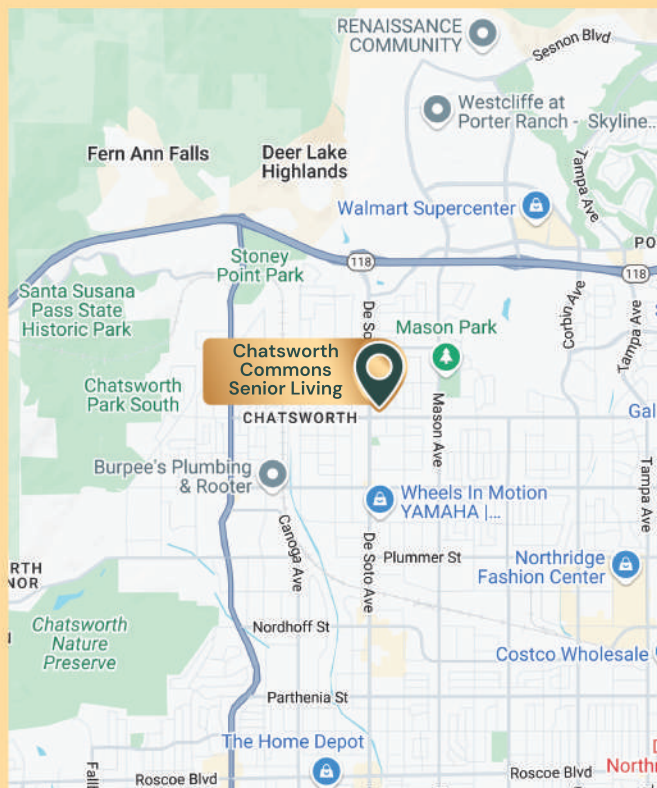 RENAISSANCE
COMMUNITY
Sesnon Blvd
Westcliffe at
Porter Ranch - Skyline...
Fern Ann Falls
Deer Lake
Highlands
Tampa Ave
Walmart Supercenter
PO
118
118
Stoney
Point Park
Santa Susana
Pass State
Historic Park
De So
Corbin Ave
Tampa Ave
Mason Park
Chatsworth
Commons
Senior Living
Chatsworth
Park South
CHATSWORTH
Mason Ave
Gal
Burpee's Plumbing
& Rooter
Wheels In Motion
YAMAHA |...
Tampa Ave
Canoga Ave
De Soto Ave
Plummer St
Northridge
Fashion Center
RTH
NOR
Chatsworth
Nature
Preserve
Nordhoff St
Costco Wholesale
Parthenia St
The Home Depot
Northr
Roscoe Blvd
Roscoe Blvd